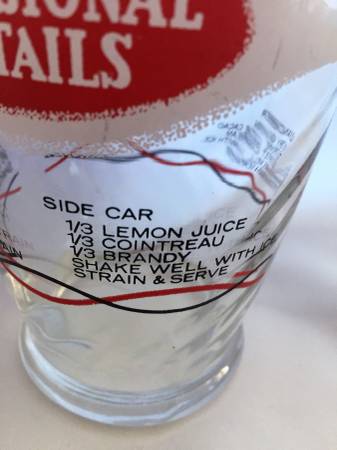 SIONAL
TAILS
SIDE CAR
1/3 LEMON JUICE
1/3 COINTREAU
1/3 BRANDY
SHAKE WELL WITH ICE
STRAIN & SERVE